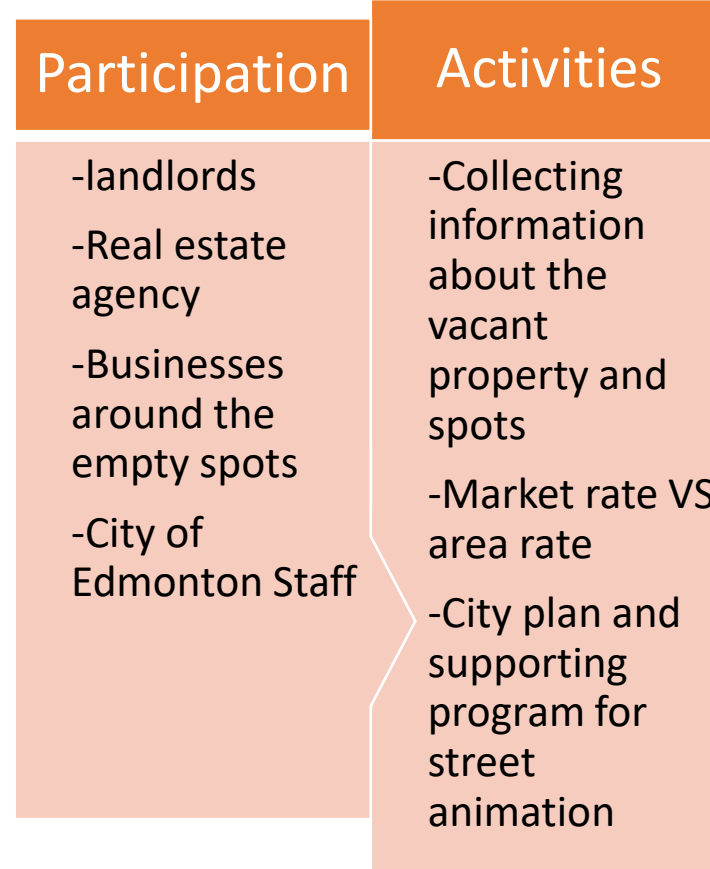 Participation
-landlords
-Real estate
agency
-Businesses
around the
empty spots
-City of
Edmonton Staff
Activities
-Collecting
information
about the
vacant
property and
spots
-Market rate VS
area rate
-City plan and
supporting
program for
street
animation